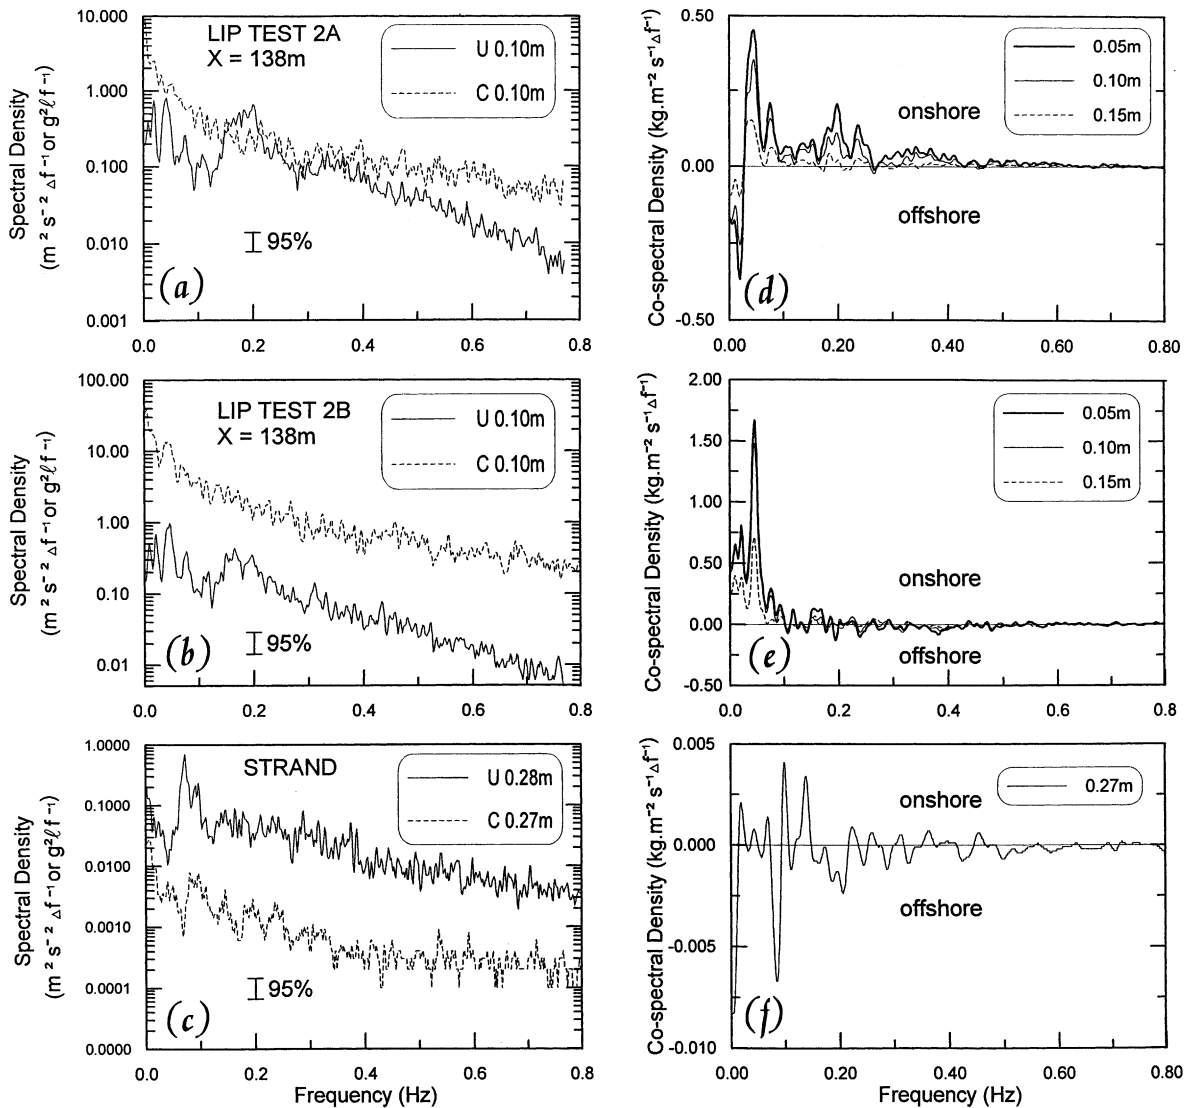 Spectral Density
(m² s⁻² Δf⁻¹ or g²ℓ f⁻¹)
10.000
1.000
0.100
0.010
0.001
LIP TEST 2A
X = 138m
U 0.10m
C 0.10m
95%
(a)
0.0 0.2 0.4 0.6 0.8
Co-spectral Density (kg.m⁻² s⁻¹Δf⁻¹)
0.50
0.00
-0.50
0.05m
0.10m
0.15m
onshore
offshore
(d)
0.00 0.20 0.40 0.60 0.80
Spectral Density
(m² s⁻² Δf⁻¹ or g²ℓ f⁻¹)
100.00
10.00
1.00
0.10
0.01
LIP TEST 2B
X = 138m
U 0.10m
C 0.10m
95%
(b)
0.0 0.2 0.4 0.6 0.8
Co-spectral Density (kg.m⁻² s⁻¹Δf⁻¹)
2.00
1.50
1.00
0.50
0.00
-0.50
0.05m
0.10m
0.15m
onshore
offshore
(e)
0.0 0.2 0.4 0.6 0.8
Spectral Density
(m² s⁻² Δf⁻¹ or g²ℓ f⁻¹)
1.0000
0.1000
0.0100
0.0010
0.0001
0.0000
STRAND
U 0.28m
C 0.27m
95%
(c)
0.0 0.2 0.4 0.6 0.8
Frequency (Hz)
Co-spectral Density (kg.m⁻² s⁻¹Δf⁻¹)
0.005
0.000
-0.005
-0.010
0.27m
onshore
offshore
(f)
0.00 0.20 0.40 0.60 0.80
Frequency (Hz)